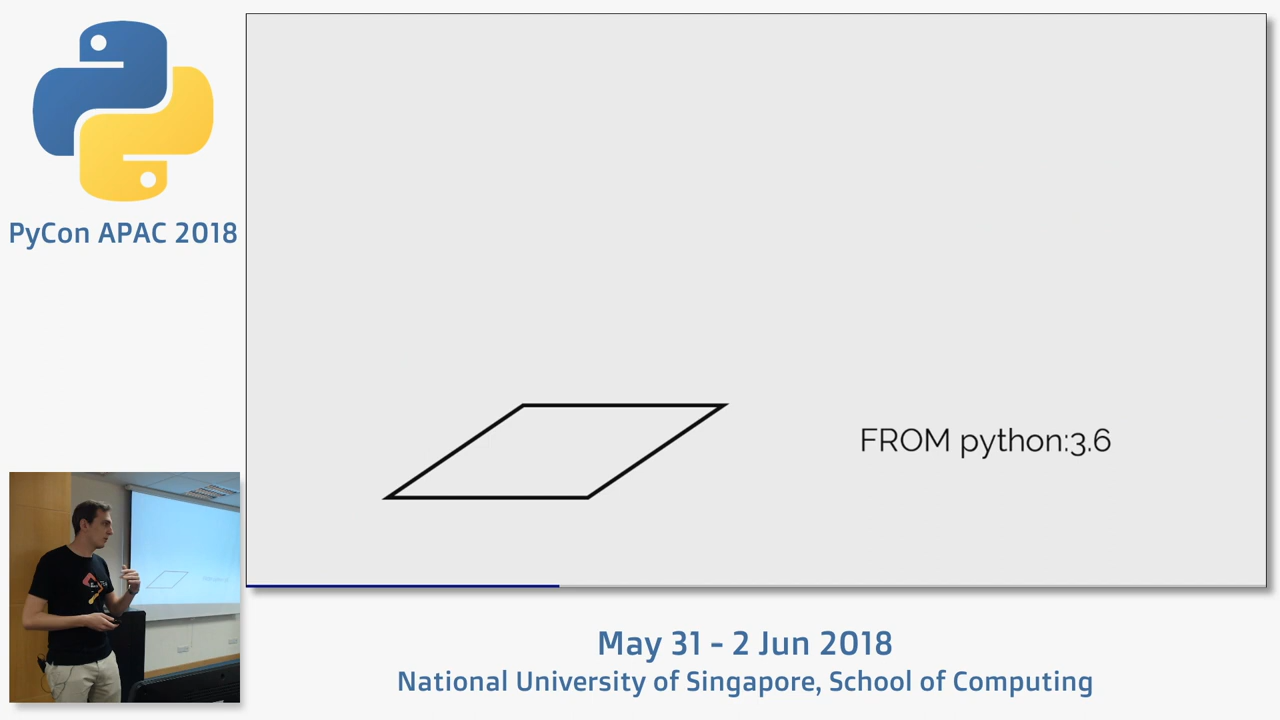 PyCon APAC 2018
FROM python:3.6
May 31 - 2 Jun 2018
National University of Singapore, School of Computing